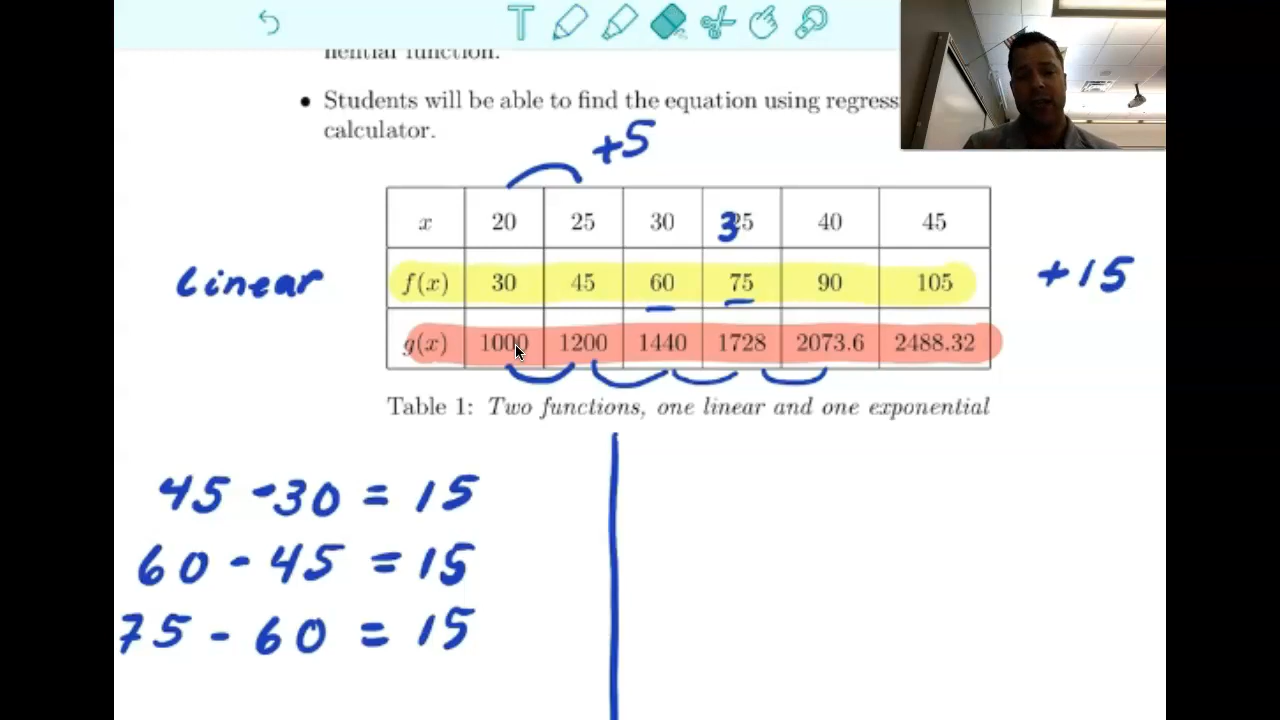 T
nential function.
• Students will be able to find the equation using regress
calculator.
+5
x 20 25 30 325 40 45
Linear f(x) 30 45 60 75 90 105 +15
g(x) 1000 1200 1440 1728 2073.6 2488.32
Table 1: Two functions, one linear and one exponential
45 - 30 = 15
60 - 45 = 15
75 - 60 = 15